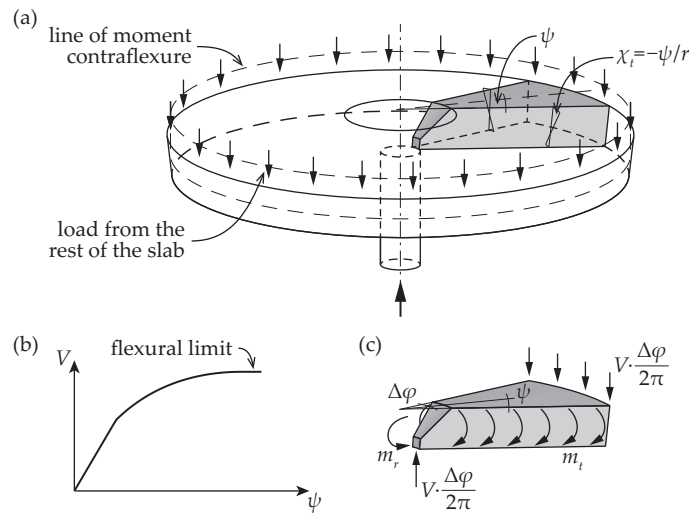 (a)
line of moment
contraflexure
ψ
χt=−ψ/r
load from the
rest of the
slab
(b)
V
flexural limit
ψ
(c)
V·Δφ/2π
Δφ
ψ
mr
mt
V·Δφ/2π